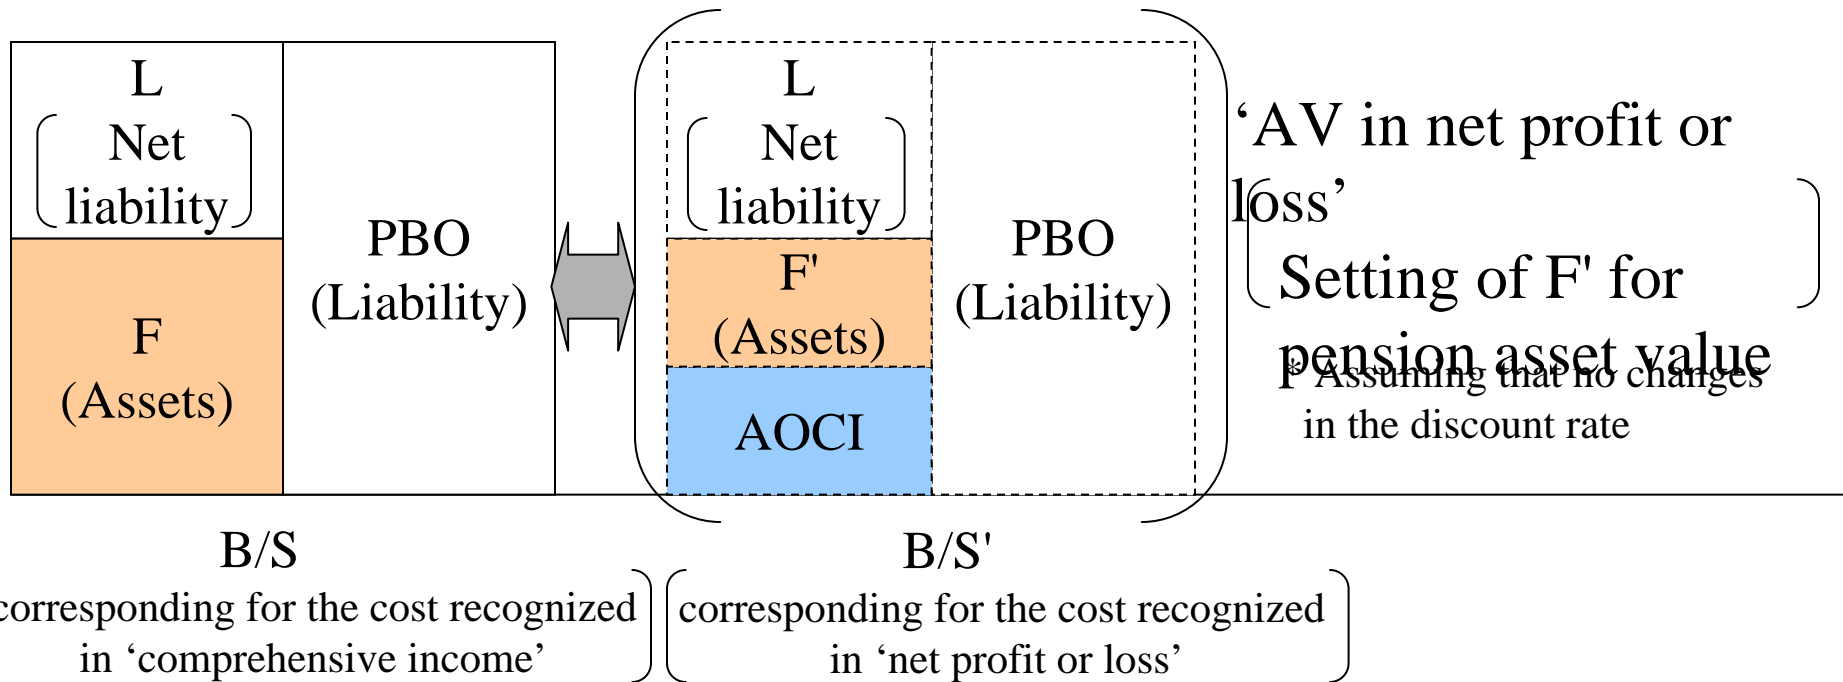 L
Net
liability
F
(Assets)
PBO
(Liability)
L
Net
liability
F'
(Assets)
AOCI
PBO
(Liability)
‘AV in net profit or
loss’
Setting of F' for
pension asset value
* Assuming that no changes
in the discount rate
B/S
corresponding for the cost recognized
in ‘comprehensive income’
B/S'
corresponding for the cost recognized
in ‘net profit or loss’